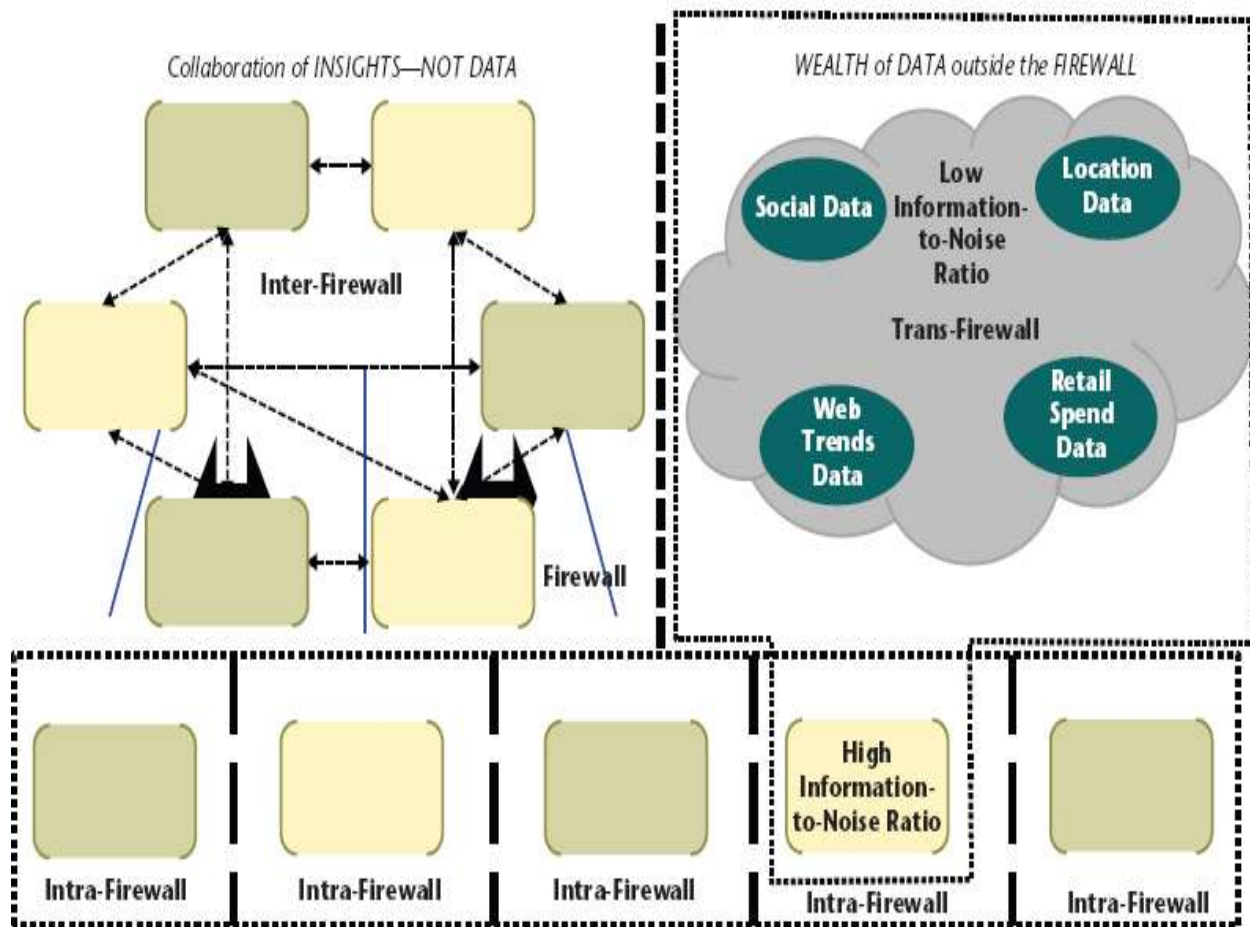 Collaboration of INSIGHTS—NOT DATA
Inter-Firewall
Firewall
WEALTH of DATA outside the FIREWALL
Social Data
Low
Information-
to-Noise
Ratio
Location
Data
Trans-Firewall
Web
Trends
Data
Retail
Spend
Data
Intra-Firewall
Intra-Firewall
Intra-Firewall
High
Information-
to-Noise Ratio
Intra-Firewall
Intra-Firewall